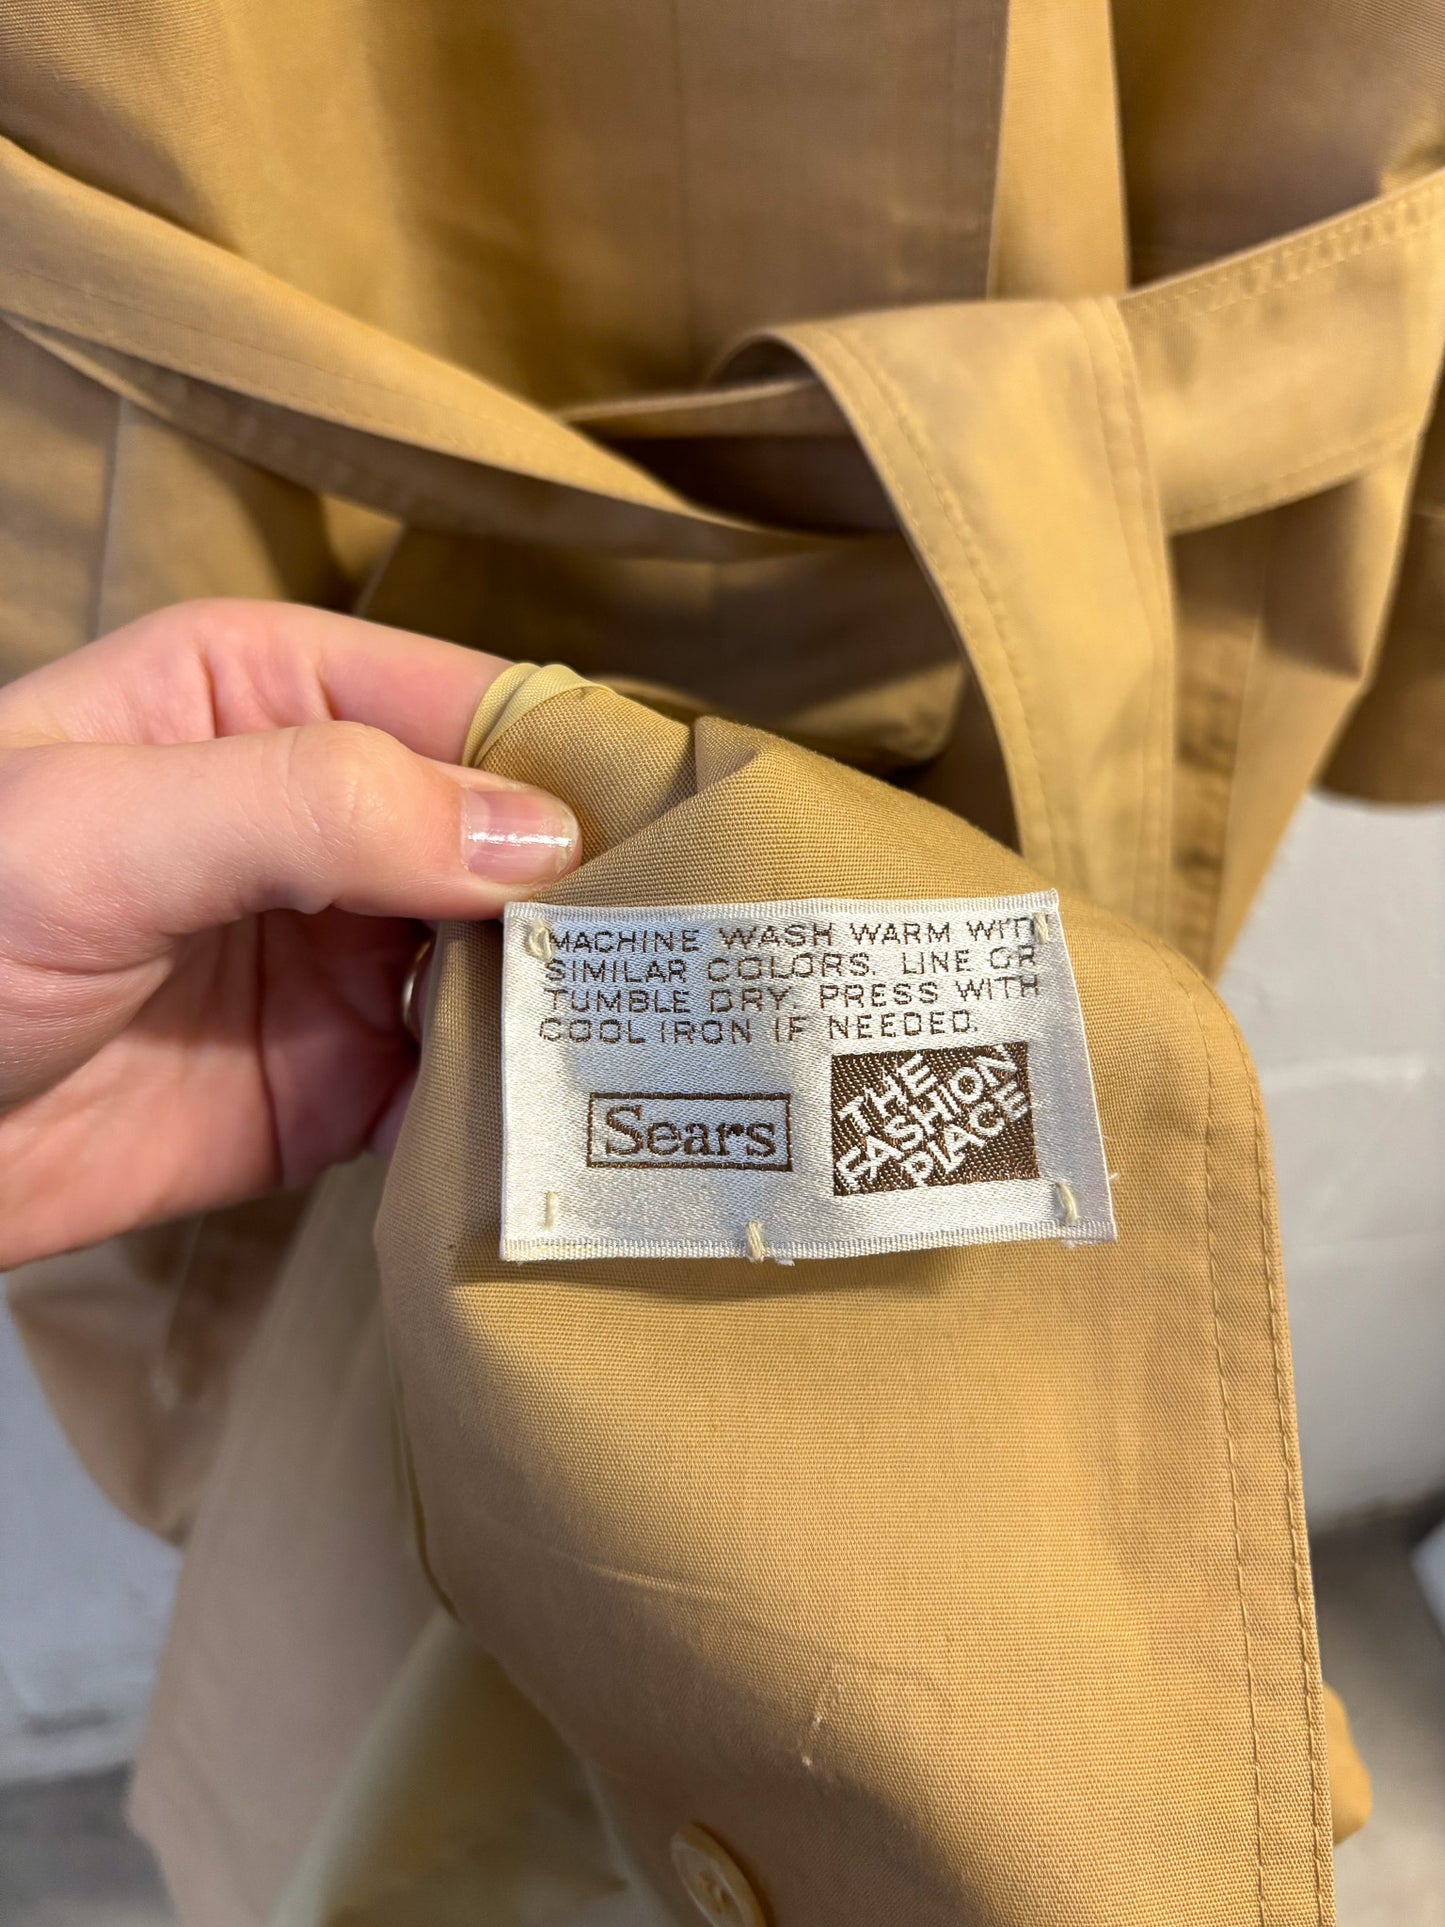 MACHINE WASH WARM WITH
SIMILAR COLORS. LINE OR
TUMBLE DRY. PRESS WITH
COOL IRON IF NEEDED.
Sears
THE
FASHION
PLACE